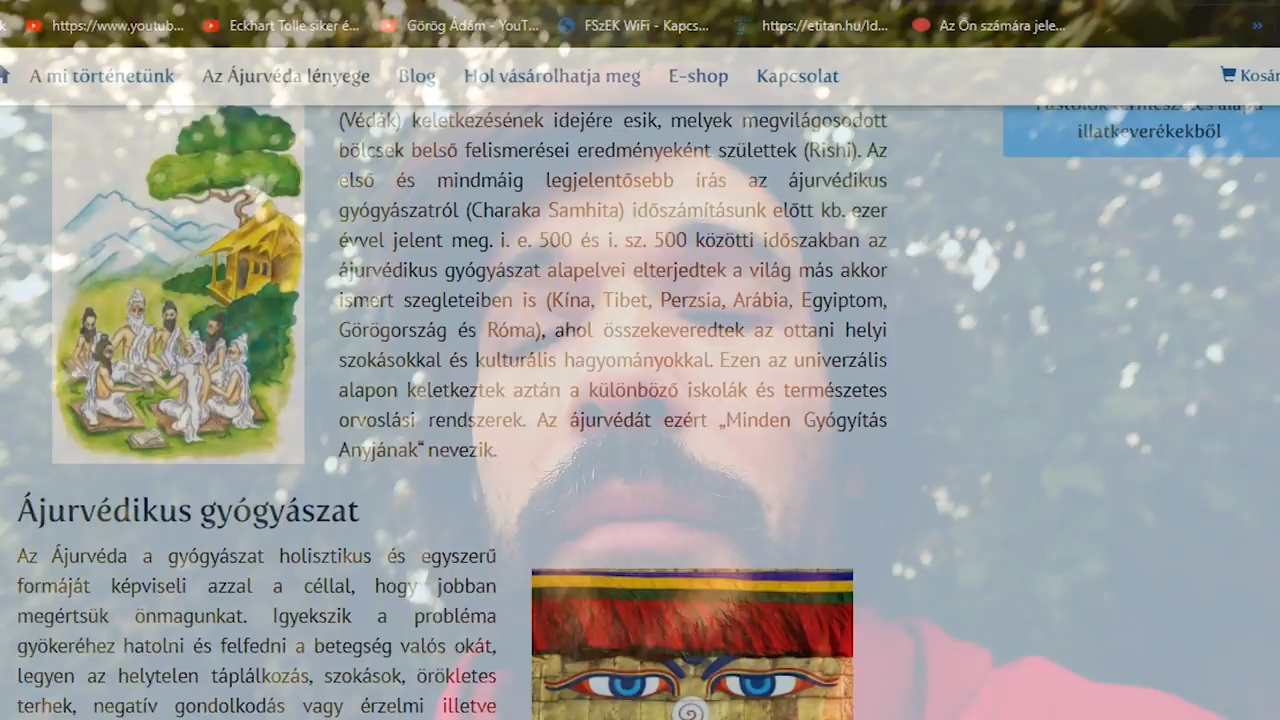 k
https://www.youtub...
Eckhart Tolle siker é...
Görög Ádám - YouT...
FSzEK WiFi - Kapcs...
https://etitan.hu/ld...
Az Ön számára jele...
»
A mi történetünk
Az Ájurvéda lényege
Blog
Hol vásárolhatja meg
E-shop
Kapcsolat
Kosár
illatkeverékekből
(Védák) keletkezésének idejére esik, melyek megvilágosodott
bölcsek belső felismerései eredményeként születtek (Rishi). Az
első és mindmáig legjelentősebb írás az ájurvédikus
gyógyászatról (Charaka Samhita) időszámításunk előtt kb. ezer
évvel jelent meg. i. e. 500 és i. sz. 500 közötti időszakban az
ájurvédikus gyógyászat alapelvei elterjedtek a világ más akkor
ismert szegleteiben is (Kína, Tibet, Perzsia, Arábia, Egyiptom,
Görögország és Róma), ahol összekeveredtek az ottani helyi
szokásokkal és kulturális hagyományokkal. Ezen az univerzális
alapon keletkeztek aztán a különböző iskolák és természetes
orvoslási rendszerek. Az ájurvédát ezért „Minden Gyógyítás
Anyjának“ nevezik.
Ájurvédikus gyógyászat
Az Ájurvéda a gyógyászat holisztikus és egyszerű
formáját képviseli azzal a céllal, hogy jobban
megértsük önmagunkat. Igyekszik a probléma
gyökeréhez hatolni és felfedni a betegség valós okát,
legyen az helytelen táplálkozás, szokások, örökletes
terhek, negatív gondolkodás vagy érzelmi illetve